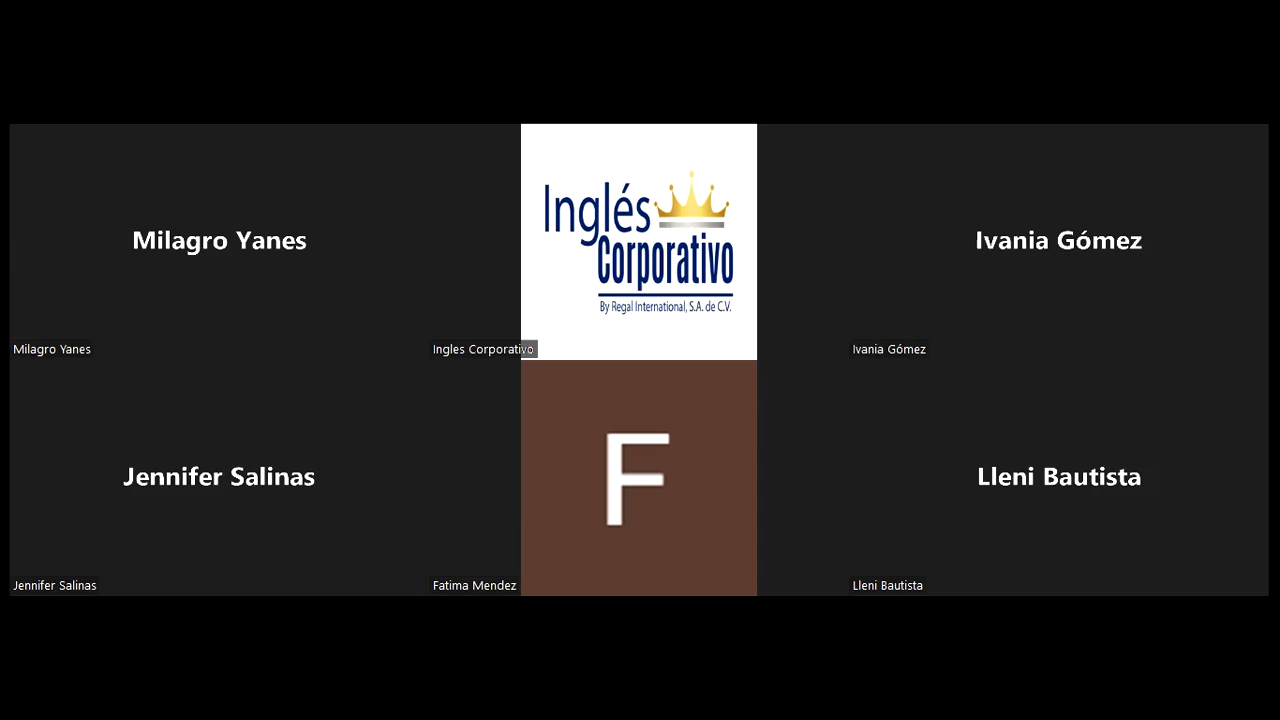 Milagro Yanes
Milagro Yanes
Inglés
Corporativo
By Regal International, S.A. de C.V.
Ingles Corporativo
Ivania Gómez
Ivania Gómez
Jennifer Salinas
Jennifer Salinas
F
Fatima Mendez
Lleni Bautista
Lleni Bautista